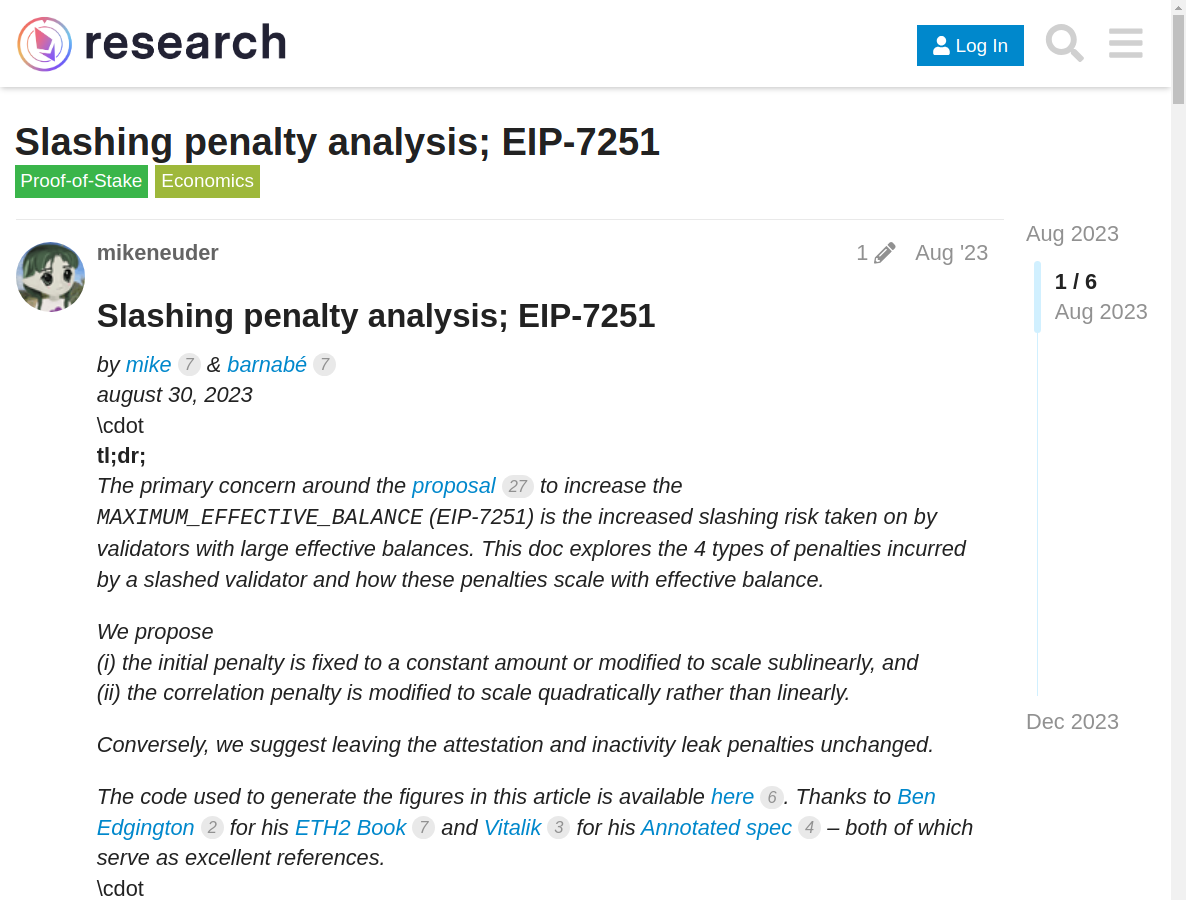 research
Log In
Slashing penalty analysis; EIP-7251
Proof-of-Stake Economics
Aug 2023
mikeneuder 1 Aug '23
1 / 6
Aug 2023
Slashing penalty analysis; EIP-7251
by mike 7 & barnabé 7
august 30, 2023
\cdot
tl;dr;
The primary concern around the proposal 27 to increase the
MAXIMUM_EFFECTIVE_BALANCE (EIP-7251) is the increased slashing risk taken on by
validators with large effective balances. This doc explores the 4 types of penalties incurred
by a slashed validator and how these penalties scale with effective balance.
We propose
(i) the initial penalty is fixed to a constant amount or modified to scale sublinearly, and
(ii) the correlation penalty is modified to scale quadratically rather than linearly.
Dec 2023
Conversely, we suggest leaving the attestation and inactivity leak penalties unchanged.
The code used to generate the figures in this article is available here 6. Thanks to Ben
Edgington 2 for his ETH2 Book 7 and Vitalik 3 for his Annotated spec 4 – both of which
serve as excellent references.
\cdot